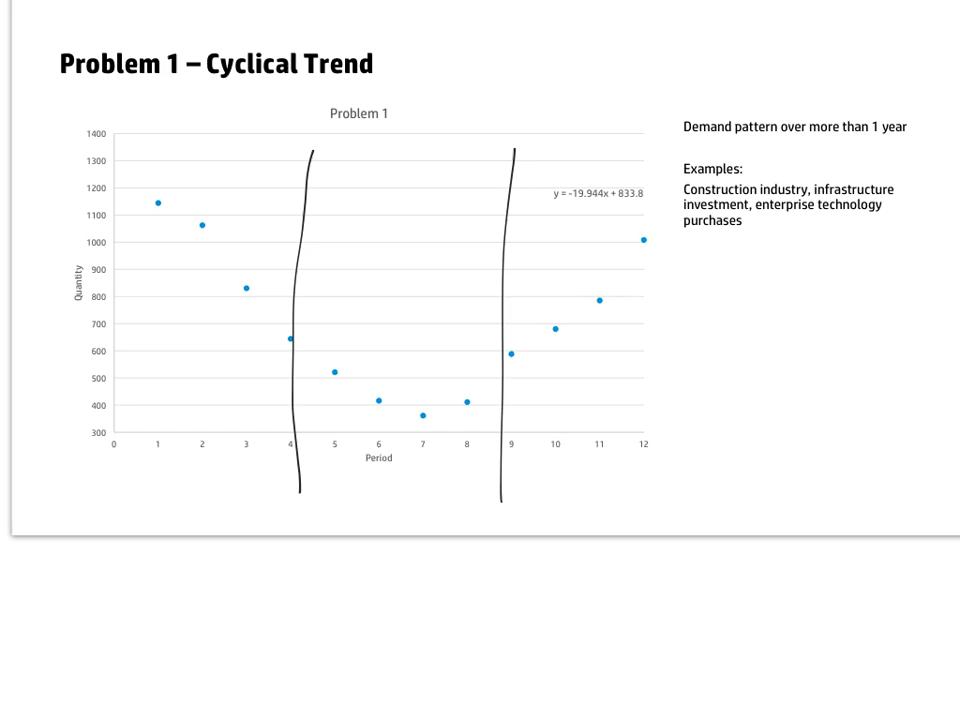 Problem 1 – Cyclical Trend
Problem 1
Demand pattern over more than 1 year
Examples:
Construction industry, infrastructure
investment, enterprise technology
purchases
y = -19.944x + 833.8
Quantity
1400
1300
1200
1100
1000
900
800
700
600
500
400
300
0 1 2 3 4 5 6 7 8 9 10 11 12
Period